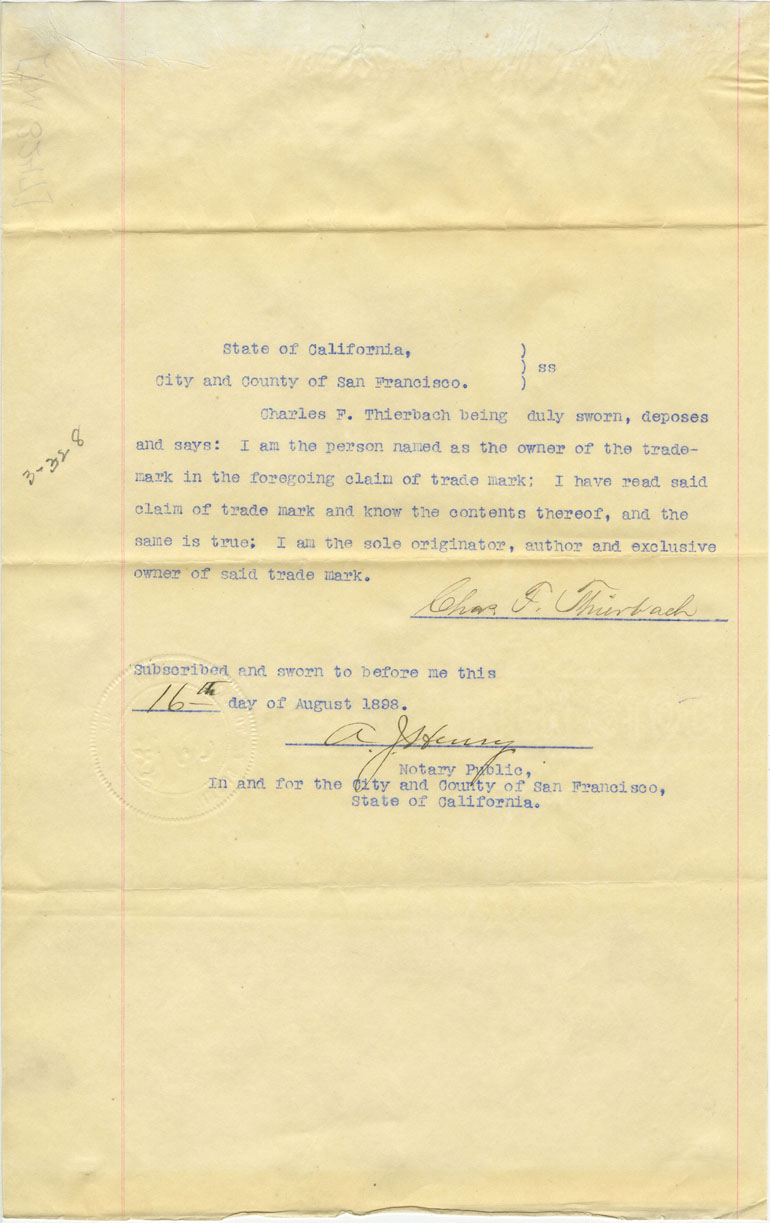 State of California, )
) ss
City and County of San Francisco. )
Charles F. Thierbach being duly sworn, deposes
and says: I am the person named as the owner of the trade-
mark in the foregoing claim of trade mark; I have read said
claim of trade mark and know the contents thereof, and the
same is true; I am the sole originator, author and exclusive
owner of said trade mark.
Chas. F. Thierbach
Subscribed and sworn to before me this
16th day of August 1898.
A. J. Henry
Notary Public,
In and for the City and County of San Francisco,
State of California.
3-328